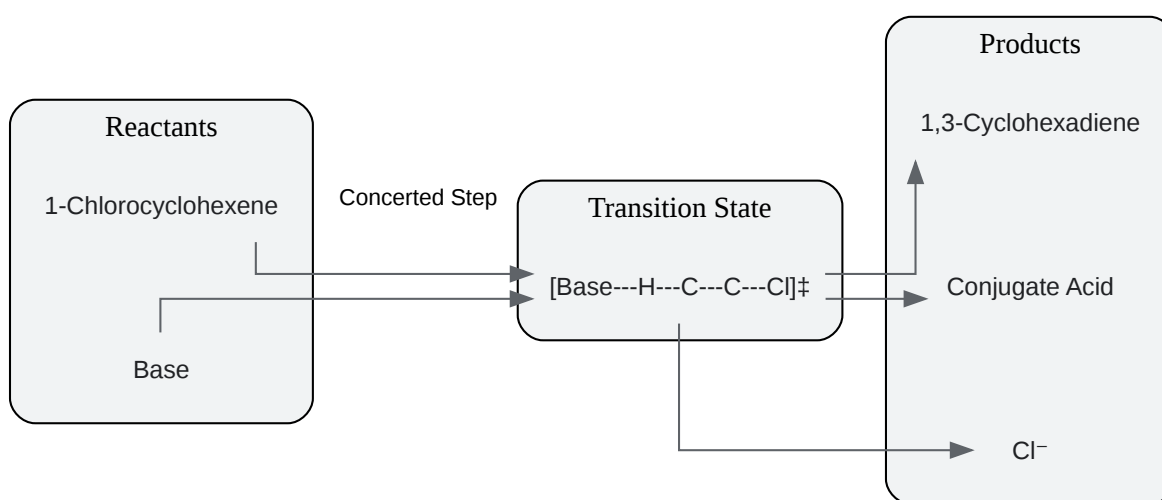 Reactants
1-Chlorocyclohexene
Base
Concerted Step
Transition State
[Base---H---C---C---Cl]‡
Products
1,3-Cyclohexadiene
Conjugate Acid
Cl⁻